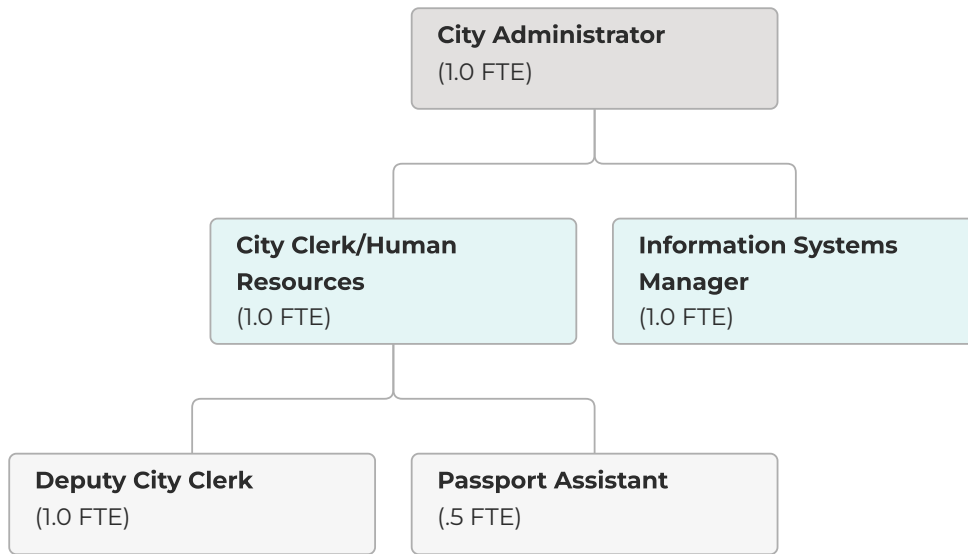 City Administrator
(1.0 FTE)
City Clerk/Human
Resources
(1.0 FTE)
Information Systems
Manager
(1.0 FTE)
Deputy City Clerk
(1.0 FTE)
Passport Assistant
(.5 FTE)